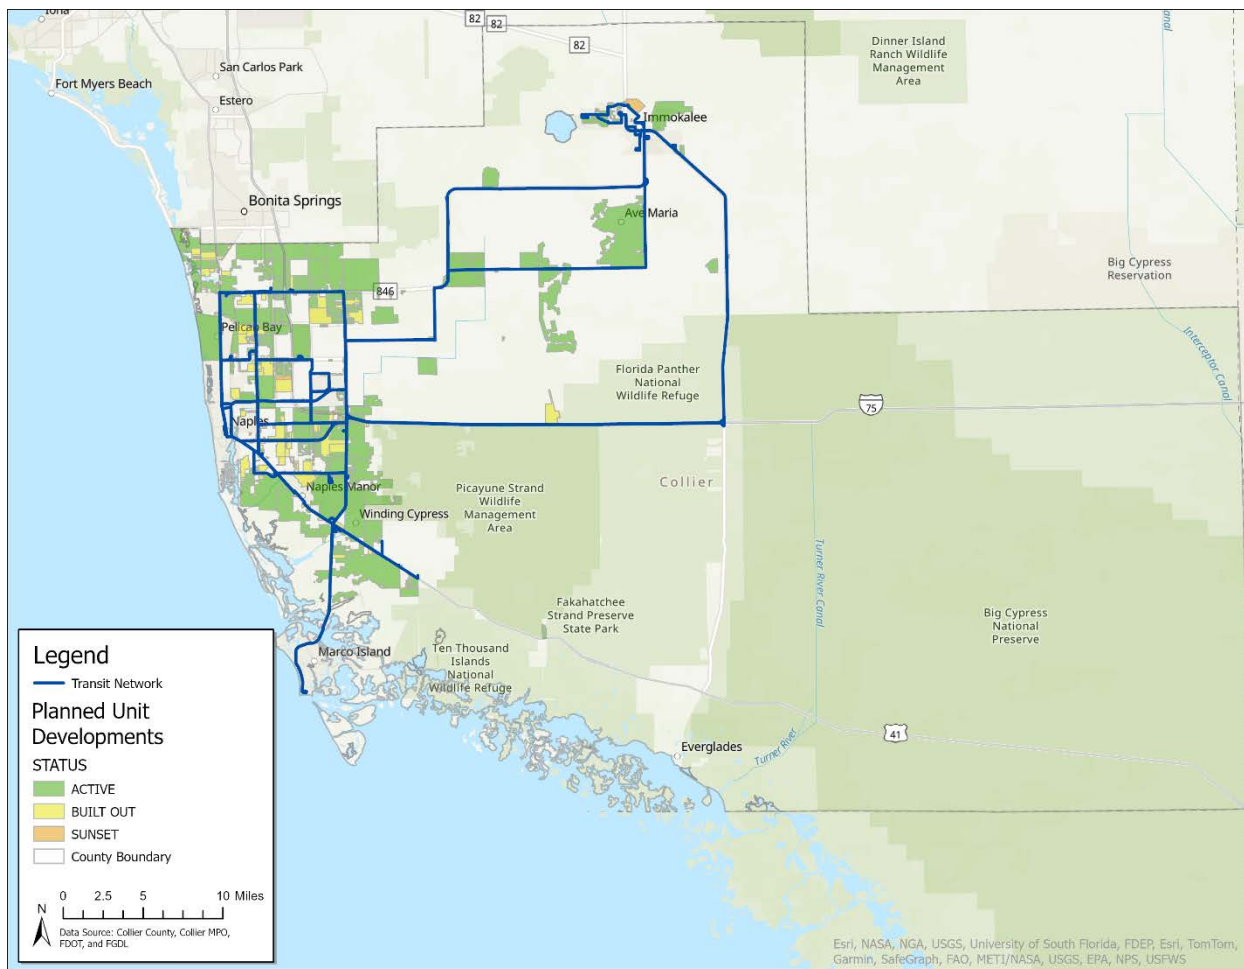 Iona
82
82
82
Dinner Island
Ranch Wildlife
Management
Area
San Carlos Park
Fort Myers Beach
Estero
Immokalee
Bonita Springs
Ave Maria
Big Cypress
Reservation
846
Pelican Bay
Interceptor Canal
Florida Panther
National
Wildlife Refuge
75
Naples
Collier
Picayune Strand
Wildlife
Management
Area
Naples Manor
Winding Cypress
Turner River Canal
Fakahatchee
Strand Preserve
State Park
Big Cypress
National
Preserve
Marco Island
Ten Thousand
Islands
National
Wildlife Refuge
41
Everglades
Turner River
Legend
Transit Network
Planned Unit
Developments
STATUS
ACTIVE
BUILT OUT
SUNSET
County Boundary
0 2.5 5 10 Miles
N
Data Source: Collier County, Collier MPO,
FDOT, and FGDL
Esri, NASA, NGA, USGS, University of South Florida, FDEP, Esri, TomTom,
Garmin, SafeGraph, FAO, METI/NASA, USGS, EPA, NPS, USFWS